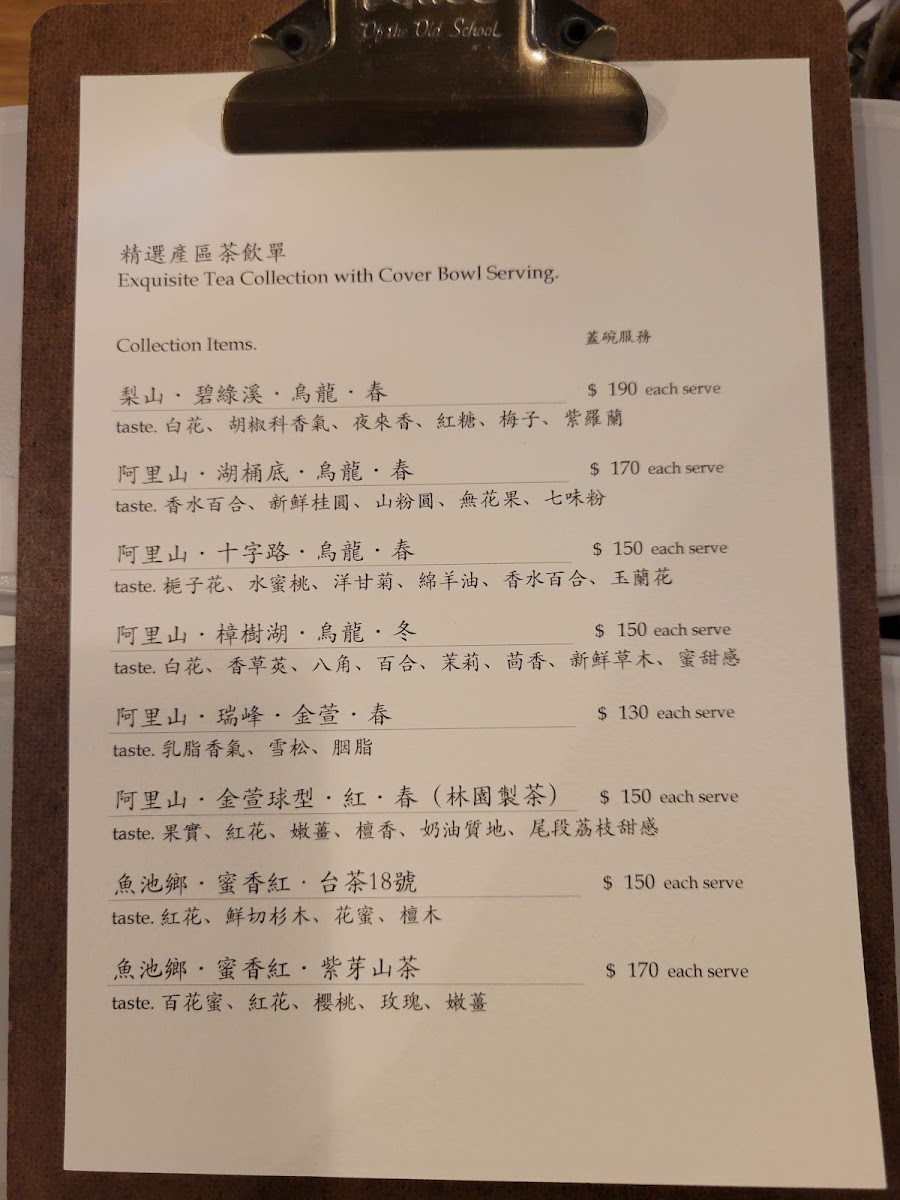 Of the Old School
精選產區茶飲單
Exquisite Tea Collection with Cover Bowl Serving.
Collection Items. 蓋碗服務
梨山・碧綠溪・烏龍・春 $ 190 each serve
taste. 白花、胡椒科香氣、夜來香、紅糖、梅子、紫羅蘭
阿里山・湖桶底・烏龍・春 $ 170 each serve
taste. 香水百合、新鮮桂圓、山粉圓、無花果、七味粉
阿里山・十字路・烏龍・春 $ 150 each serve
taste. 梔子花、水蜜桃、洋甘菊、綿羊油、香水百合、玉蘭花
阿里山・樟樹湖・烏龍・冬 $ 150 each serve
taste. 白花、香草莢、八角、百合、茉莉、茴香、新鮮草木、蜜甜感
阿里山・瑞峰・金萱・春 $ 130 each serve
taste. 乳脂香氣、雪松、胭脂
阿里山・金萱球型・紅・春（林園製茶） $ 150 each serve
taste. 果實、紅花、嫩薑、檀香、奶油質地、尾段荔枝甜感
魚池鄉・蜜香紅・台茶18號 $ 150 each serve
taste. 紅花、鮮切杉木、花蜜、檀木
魚池鄉・蜜香紅・紫芽山茶 $ 170 each serve
taste. 百花蜜、紅花、櫻桃、玫瑰、嫩薑